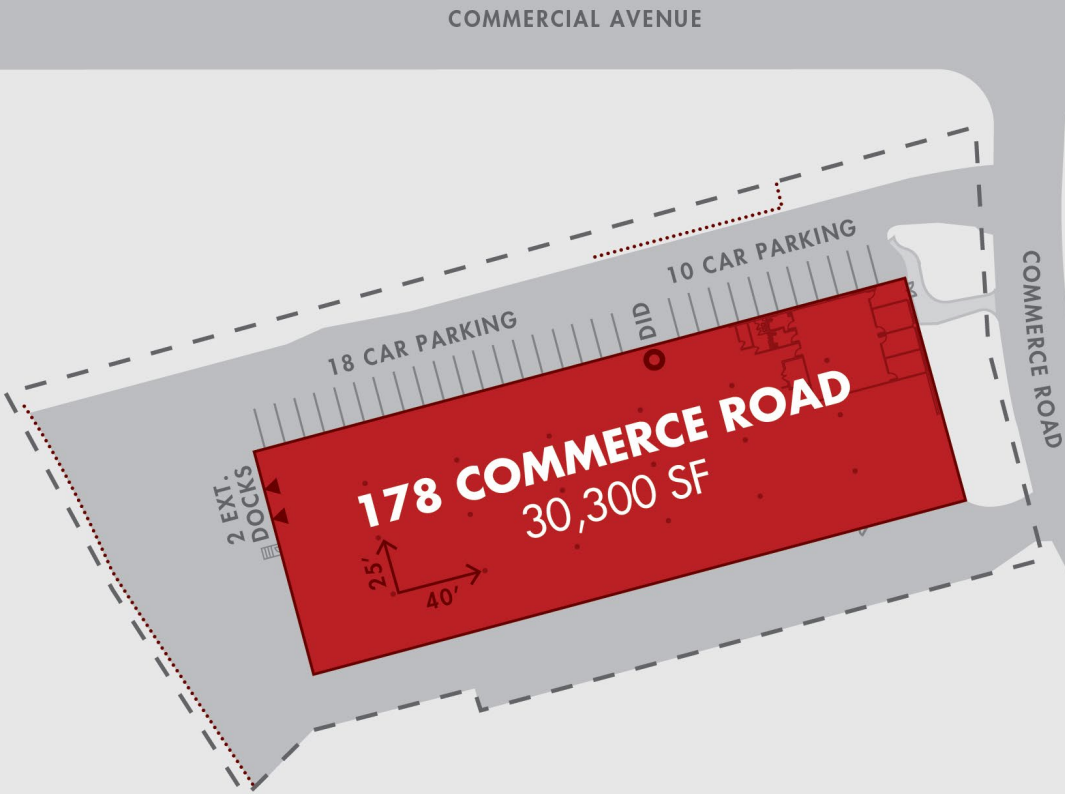 COMMERCIAL AVENUE
10 CAR PARKING
18 CAR PARKING
DID
COMMERCE ROAD
2 EXT.
DOCKS
178 COMMERCE ROAD
30,300 SF
25'
40'